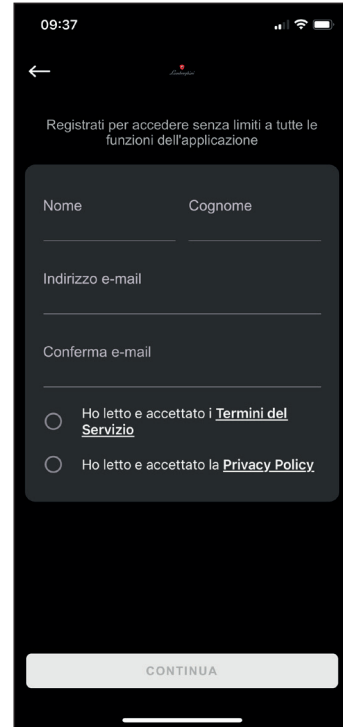 09:37
Lamborghini
Registrati per accedere senza limiti a tutte le
funzioni dell'applicazione
Nome
Cognome
Indirizzo e-mail
Conferma e-mail
Ho letto e accettato i Termini del
Servizio
Ho letto e accettato la Privacy Policy
CONTINUA